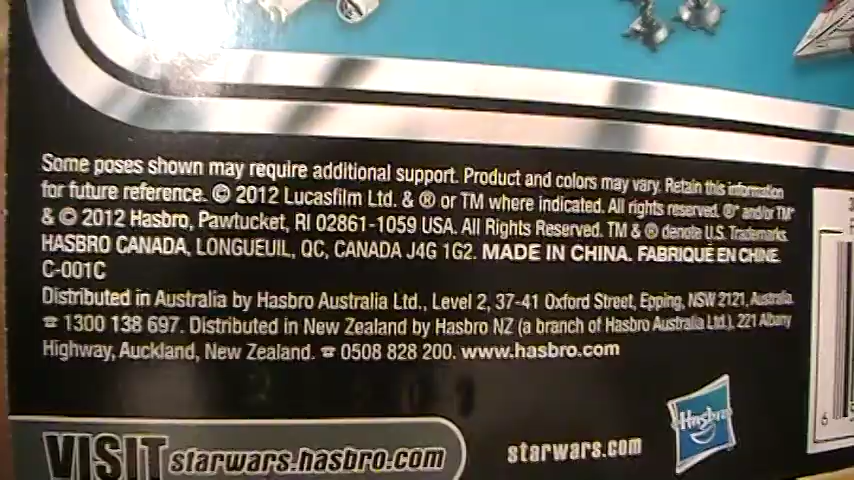 Some poses shown may require additional support. Product and colors may vary. Retain this information
for future reference. © 2012 Lucasfilm Ltd. & ® or TM where indicated. All rights reserved. ®* and/or TM*
& © 2012 Hasbro, Pawtucket, RI 02861-1059 USA. All Rights Reserved. TM & ® denote U.S. Trademarks.
HASBRO CANADA, LONGUEUIL, QC, CANADA J4G 1G2. MADE IN CHINA. FABRIQUÉ EN CHINE.
C-001C
Distributed in Australia by Hasbro Australia Ltd., Level 2, 37-41 Oxford Street, Epping, NSW 2121, Australia.
☎ 1300 138 697. Distributed in New Zealand by Hasbro NZ (a branch of Hasbro Australia Ltd.), 221 Albany
Highway, Auckland, New Zealand. ☎ 0508 828 200. www.hasbro.com
VISIT starwars.hasbro.com
starwars.com
Hasbro